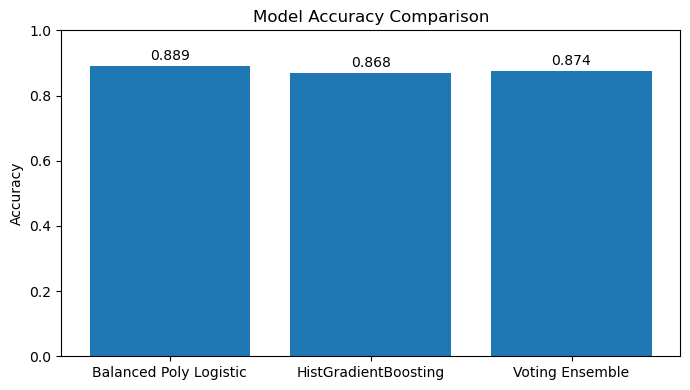 Model Accuracy Comparison
Accuracy
1.0
0.8
0.6
0.4
0.2
0.0
0.889
0.868
0.874
Balanced Poly Logistic
HistGradientBoosting
Voting Ensemble